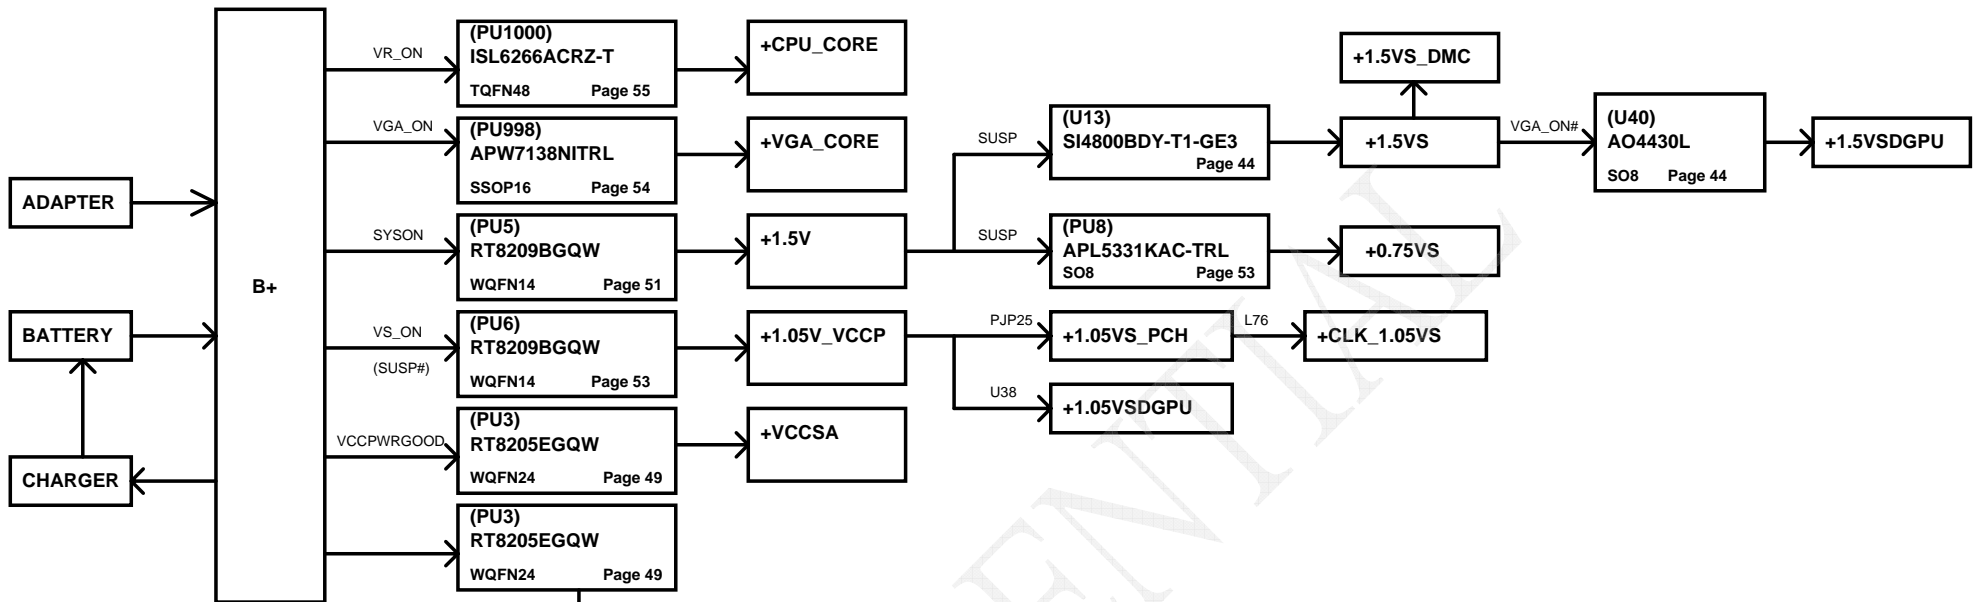 ADAPTER
BATTERY
CHARGER
B+
VR_ON
(PU1000)
ISL6266ACRZ-T
TQFN48 Page 55
+CPU_CORE
VGA_ON
(PU998)
APW7138NITRL
SSOP16 Page 54
+VGA_CORE
SYSON
(PU5)
RT8209BGQW
WQFN14 Page 51
+1.5V
SUSP
(U13)
SI4800BDY-T1-GE3
Page 44
+1.5VS_DMC
+1.5VS
VGA_ON#
(U40)
AO4430L
SO8 Page 44
+1.5VSDGPU
SUSP
(PU8)
APL5331KAC-TRL
SO8 Page 53
+0.75VS
VS_ON
(SUSP#)
(PU6)
RT8209BGQW
WQFN14 Page 53
+1.05V_VCCP
PJP25
+1.05VS_PCH
L76
+CLK_1.05VS
U38
+1.05VSDGPU
VCCPWRGOOD
(PU3)
RT8205EGQW
WQFN24 Page 49
+VCCSA
(PU3)
RT8205EGQW
WQFN24 Page 49
ENTIAL